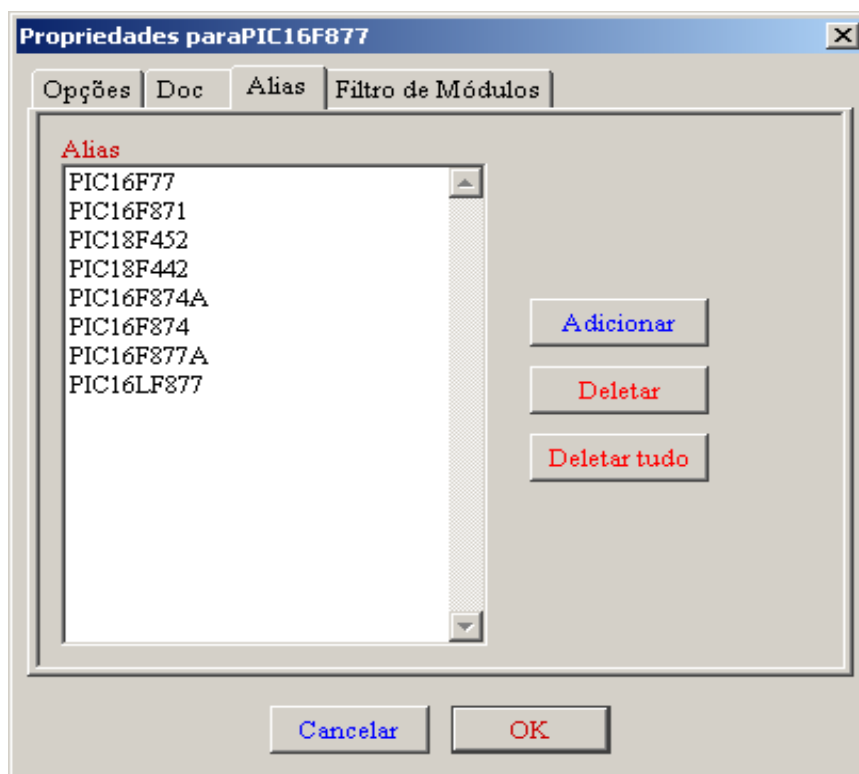 Propriedades paraPIC16F877
Opções Doc Alias Filtro de Módulos
Alias
PIC16F77
PIC16F871
PIC18F452
PIC18F442
PIC16F874A
PIC16F874
PIC16F877A
PIC16LF877
Adicionar
Deletar
Deletar tudo
Cancelar OK